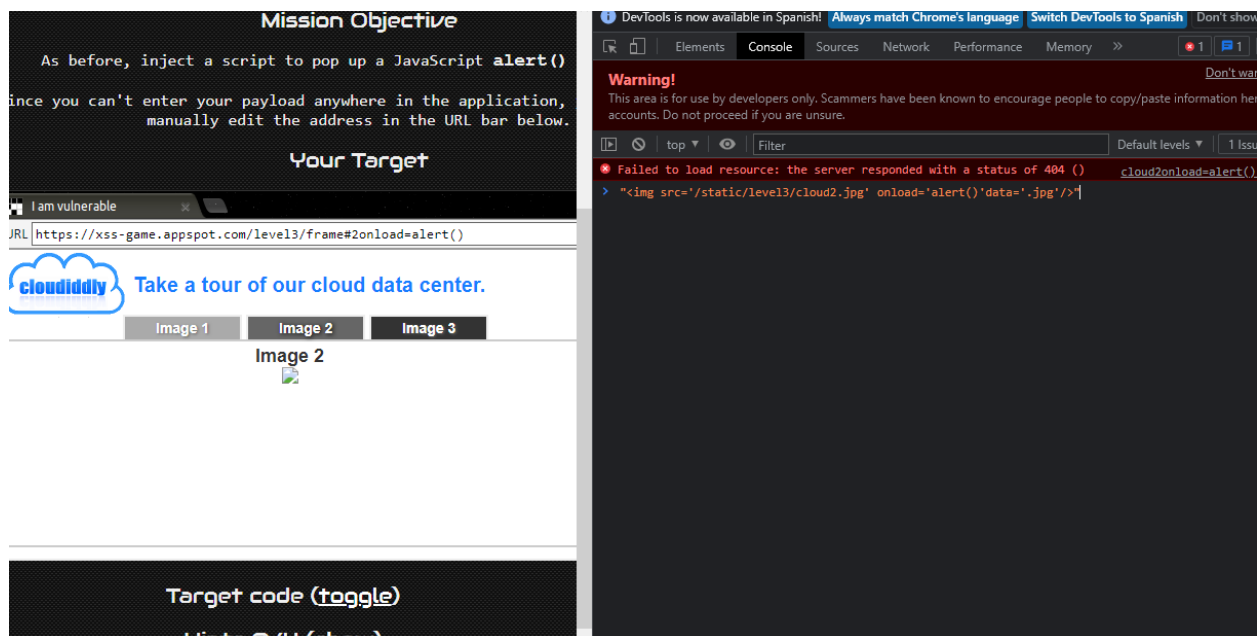 Mission Objective
As before, inject a script to pop up a JavaScript alert()
ince you can't enter your payload anywhere in the application,
manually edit the address in the URL bar below.
Your Target
I am vulnerable
URL https://xss-game.appspot.com/level3/frame#2onload=alert()
cloudiddly Take a tour of our cloud data center.
Image 1 Image 2 Image 3
Image 2
Target code (toggle)
DevTools is now available in Spanish! Always match Chrome's language Switch DevTools to Spanish Don't show
Elements Console Sources Network Performance Memory 1 1
Warning! Don't war
This area is for use by developers only. Scammers have been known to encourage people to copy/paste information her
accounts. Do not proceed if you are unsure.
top Filter Default levels 1 Issu
Failed to load resource: the server responded with a status of 404 () cloud2onload=alert()
"<img src='/static/level3/cloud2.jpg' onload='alert()'data='.jpg'/>"